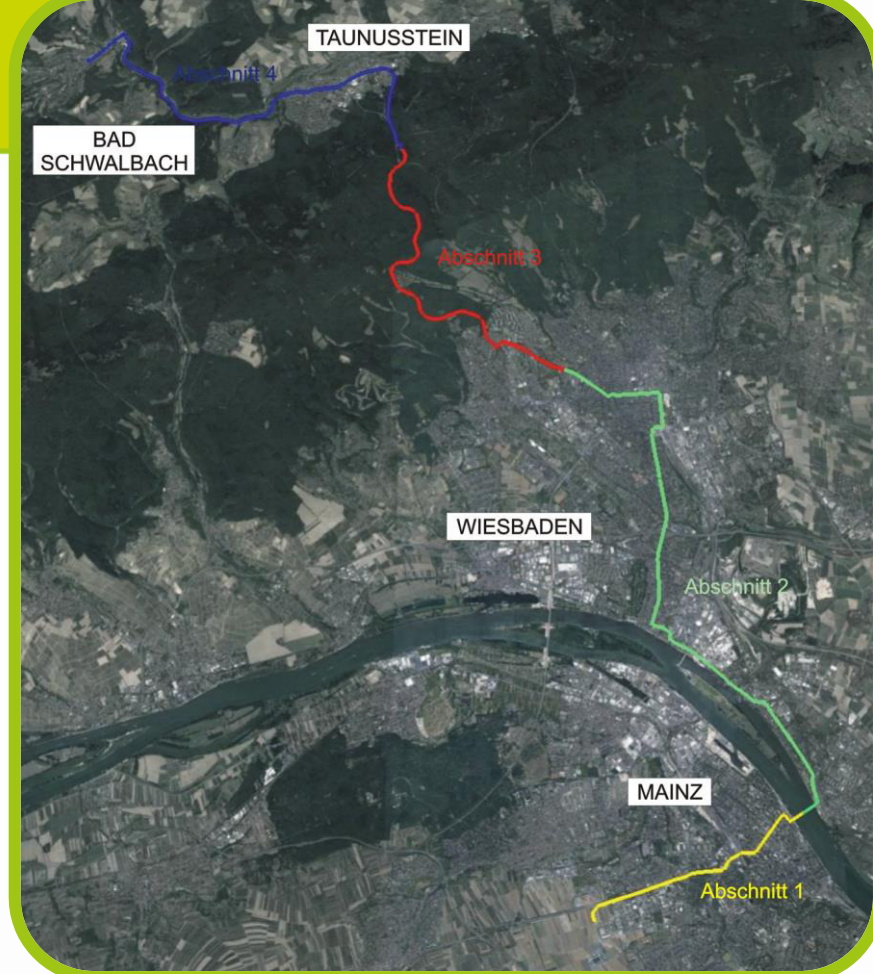 TAUNUSSTEIN
Abschnitt 4
BAD
SCHWALBACH
Abschnitt 3
WIESBADEN
Abschnitt 2
MAINZ
Abschnitt 1